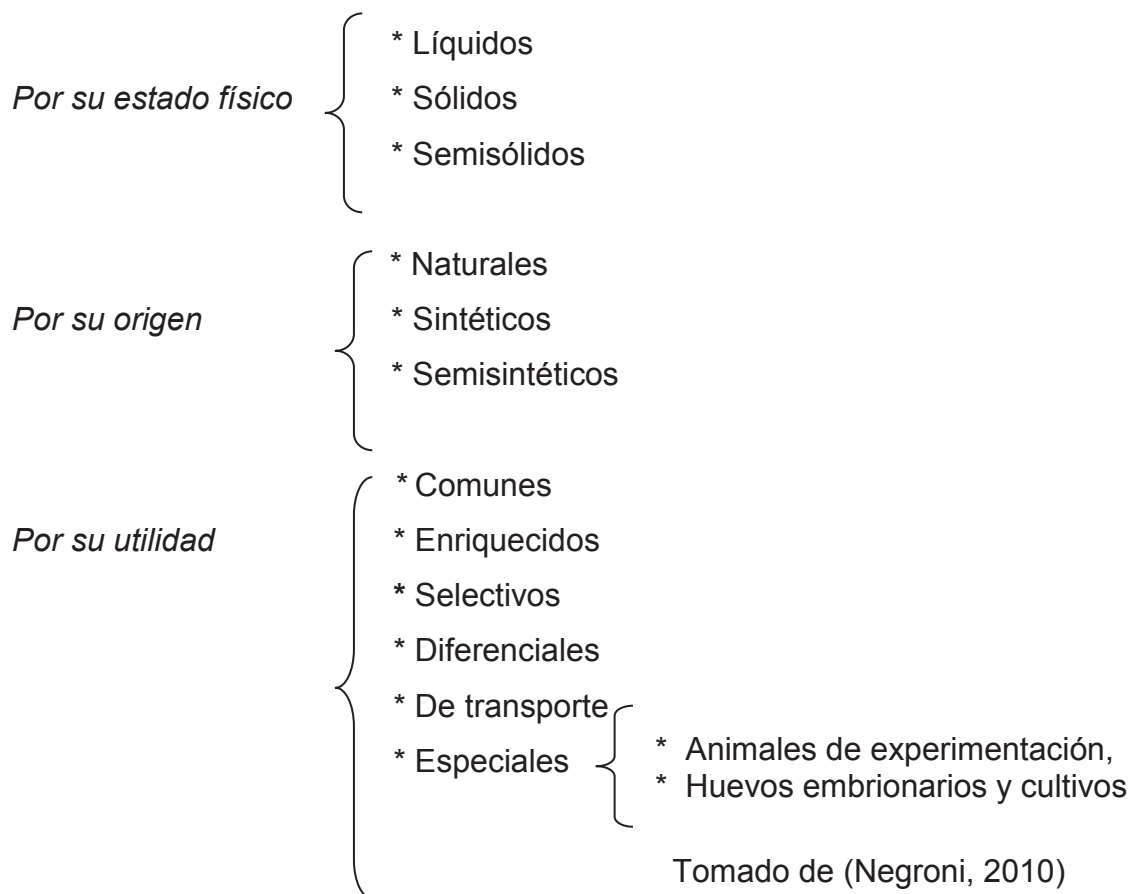 * Líquidos
Por su estado físico
* Sólidos
* Semisólidos
* Naturales
Por su origen
* Sintéticos
* Semisintéticos
* Comunes
Por su utilidad
* Enriquecidos
* Selectivos
* Diferenciales
* De transporte
* Especiales
* Animales de experimentación,
* Huevos embrionarios y cultivos
Tomado de (Negroni, 2010)